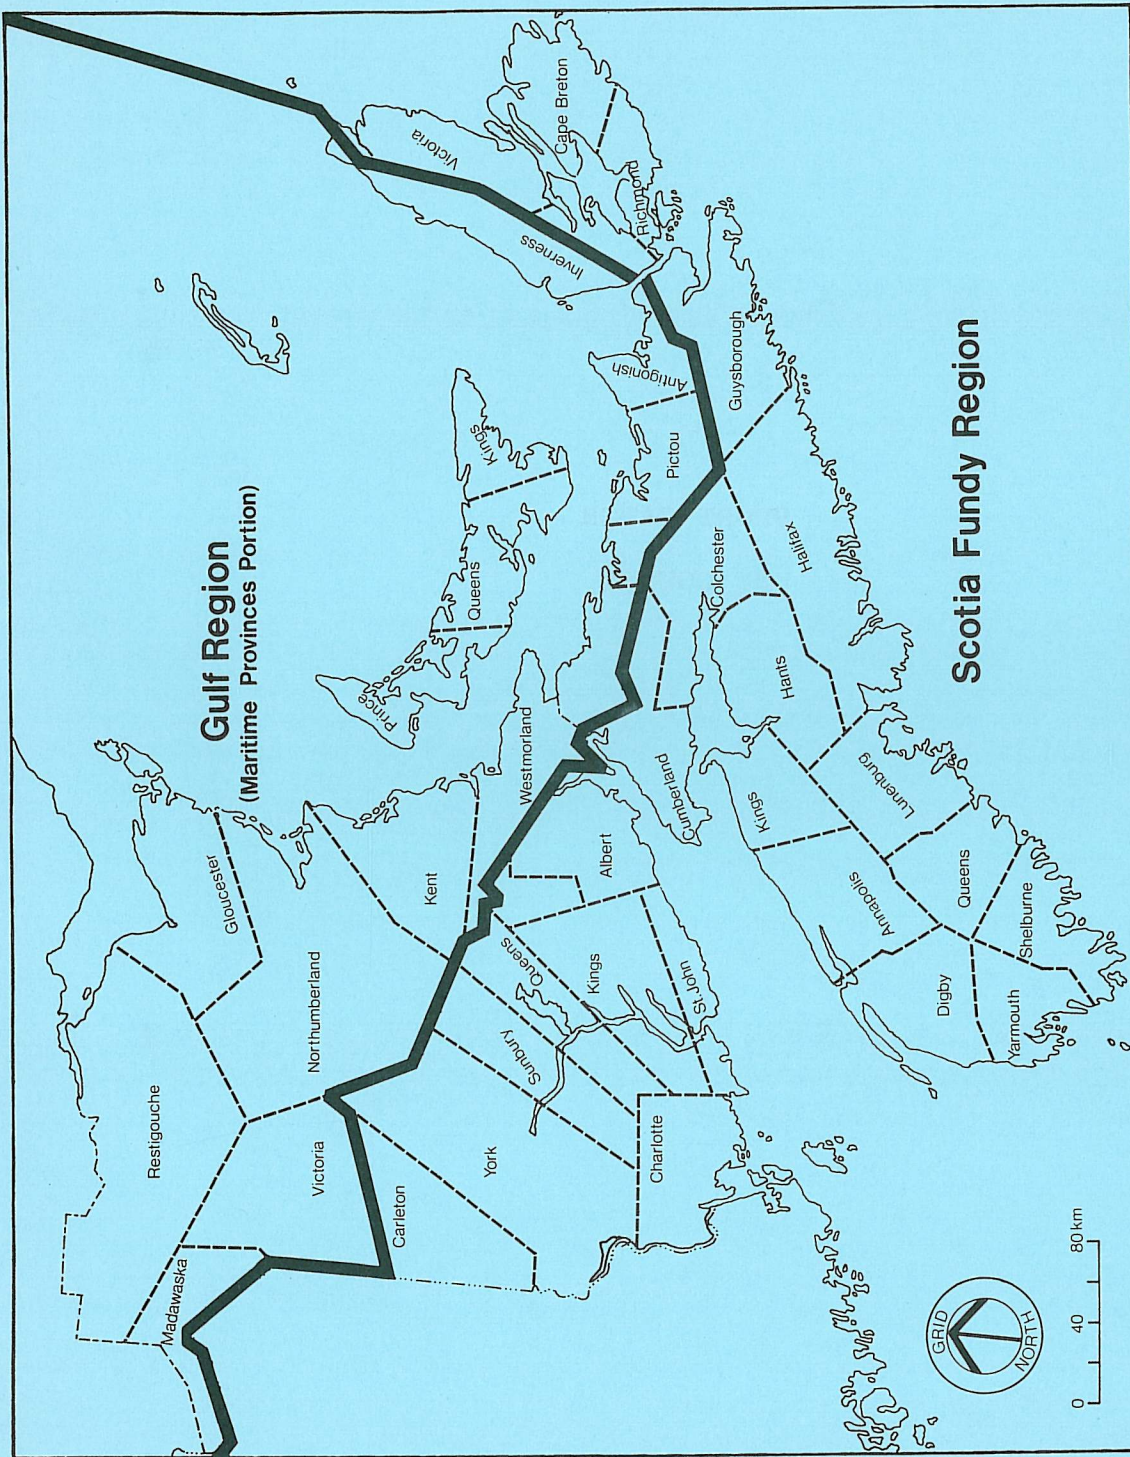 Gulf Region
(Maritime Provinces Portion)
Scotia Fundy Region
Restigouche
Gloucester
Madawaska
Victoria
Northumberland
Carleton
York
Kent
Sunbury
Queens
Kings
St. John
Charlotte
Albert
Westmorland
Prince
Queens
Kings
Cumberland
Colchester
Pictou
Antigonish
Guysborough
Halifax
Hants
Kings
Annapolis
Lunenburg
Digby
Queens
Yarmouth
Shelburne
Inverness
Victoria
Cape Breton
Richmond
GRID
NORTH
0 40 80 km